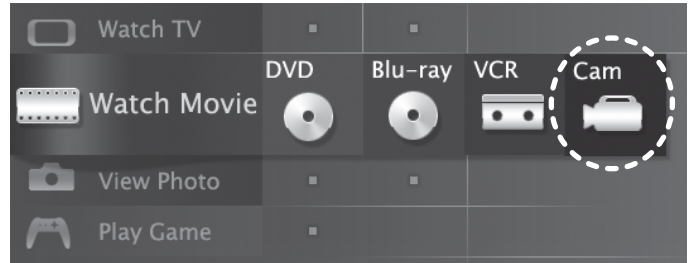 Watch TV
DVD Blu-ray VCR Cam
Watch Movie
View Photo
Play Game